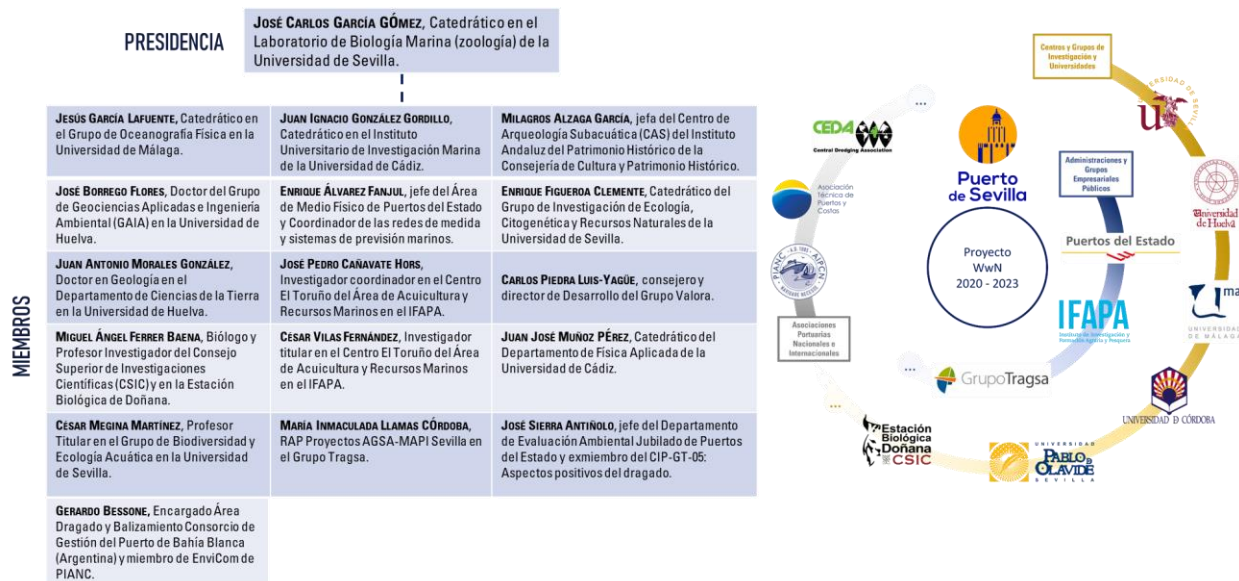 PRESIDENCIA
JOSÉ CARLOS GARCÍA GÓMEZ, Catedrático en el
Laboratorio de Biología Marina (zoología) de la
Universidad de Sevilla.
MIEMBROS
JESÚS GARCÍA LAFUENTE, Catedrático en
el Grupo de Oceanografía Física en la
Universidad de Málaga.
JUAN IGNACIO GONZÁLEZ GORDILLO,
Catedrático en el Instituto
Universitario de Investigación Marina
de la Universidad de Cádiz.
MILAGROS ALZAGA GARCÍA, jefa del Centro de
Arqueología Subacuática (CAS) del Instituto
Andaluz del Patrimonio Histórico de la
Consejería de Cultura y Patrimonio Histórico.
JOSÉ BORREGO FLORES, Doctor del Grupo
de Geociencias Aplicadas e Ingeniería
Ambiental (GAIA) en la Universidad de
Huelva.
ENRIQUE ÁLVAREZ FANJUL, jefe del Área
de Medio Físico de Puertos del Estado
y Coordinador de las redes de medida
y sistemas de previsión marinos.
ENRIQUE FIGUEROA CLEMENTE, Catedrático del
Grupo de Investigación de Ecología,
Citogenética y Recursos Naturales de la
Universidad de Sevilla.
JUAN ANTONIO MORALES GONZÁLEZ,
Doctor en Geología en el
Departamento de Ciencias de la Tierra
en la Universidad de Huelva.
JOSÉ PEDRO CAÑAVATE HORS,
Investigador coordinador en el Centro
El Toruño del Área de Acuicultura y
Recursos Marinos en el IFAPA.
CARLOS PIEDRA LUIS-YAGÜE, consejero y
director de Desarrollo del Grupo Valora.
MIGUEL ÁNGEL FERRER BAENA, Biólogo y
Profesor Investigador del Consejo
Superior de Investigaciones
Científicas (CSIC) y en la Estación
Biológica de Doñana.
CÉSAR VILAS FERNÁNDEZ, Investigador
titular en el Centro El Toruño del Área
de Acuicultura y Recursos Marinos
en el IFAPA.
JUAN JOSÉ MUÑOZ PÉREZ, Catedrático del
Departamento de Física Aplicada de la
Universidad de Cádiz.
CÉSAR MEGINA MARTÍNEZ, Profesor
Titular en el Grupo de Biodiversidad y
Ecología Acuática en la Universidad
de Sevilla.
MARÍA INMACULADA LLAMAS CÓRDOBA,
RAP Proyectos AGSA-MAPI Sevilla en
el Grupo Tragsa.
JOSÉ SIERRA ANTIÑOLO, jefe del Departamento
de Evaluación Ambiental Jubilado de Puertos
del Estado y exmiembro del CIP-GT-05:
Aspectos positivos del dragado.
GERARDO BESSONE, Encargado Área
Dragado y Balizamiento Consorcio de
Gestión del Puerto de Bahía Blanca
(Argentina) y miembro de EnviCom de
PIANC.
Centros y Grupos de
Investigación y
Universidades
...
CEDA
Central Dredging Association
Asociación
Técnica de
Puertos y
Costas
PIANC
AIPCN
Asociaciones
Portuarias
Nacionales e
Internacionales
Puerto
de Sevilla
Proyecto
WwN
2020 - 2023
Administraciones y
Grupos
Empresariales
Públicos
Puertos del Estado
IFAPA
Instituto de Investigación y
Formación Agraria y Pesquera
GrupoTragsa
...
Universidad
de Huelva
uma
UNIVERSIDAD
DE MÁLAGA
UNIVERSIDAD D CÓRDOBA
UNIVERSIDAD
PABLO D
OLAVIDE
SEVILLA
...
Estación
Biológica
Doñana
CSIC